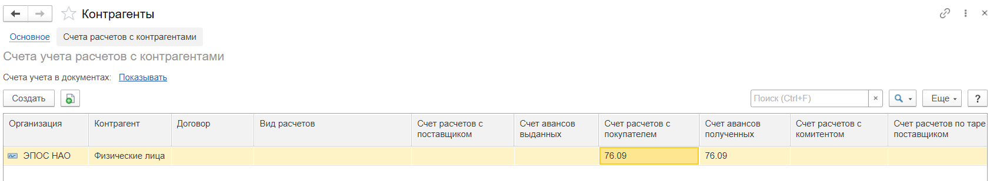 Контрагенты
Основное Счета расчетов с контрагентами
Счета учета расчетов с контрагентами
Счета учета в документах: Показывать
Создать Поиск (Ctrl+F) × Еще ?
Организация Контрагент Договор Вид расчетов Счет расчетов с поставщиком Счет авансов выданных Счет расчетов с покупателем Счет авансов полученных Счет расчетов с комитентом Счет расчетов по таре поставщиком
ЭПОС НАО Физические лица 76.09 76.09